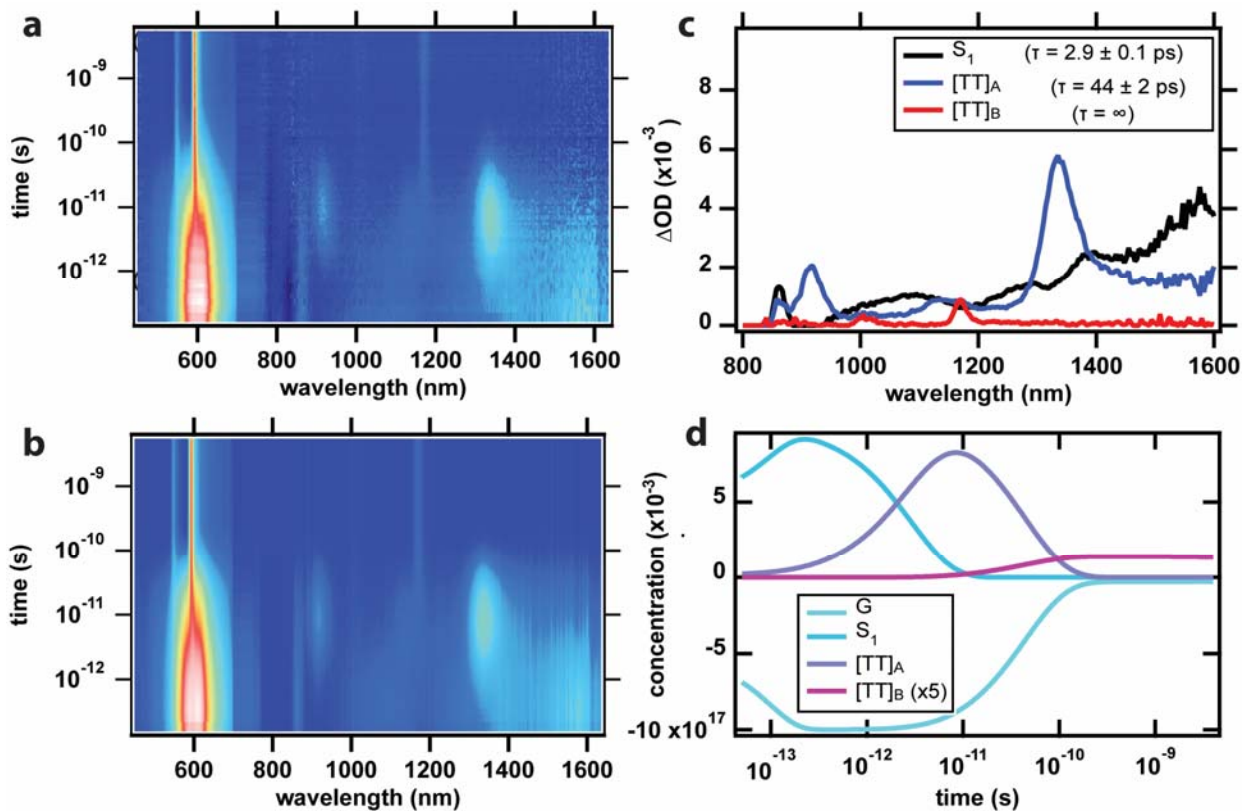 a
time (s)
10-9
10-10
10-11
10-12
600 800 1000 1200 1400 1600
wavelength (nm)
b
time (s)
10-9
10-10
10-11
10-12
600 800 1000 1200 1400 1600
wavelength (nm)
c
ΔOD (x10-3)
8
6
4
2
0
S1 (τ = 2.9 ± 0.1 ps)
[TT]A (τ = 44 ± 2 ps)
[TT]B (τ = ∞)
800 1000 1200 1400 1600
wavelength (nm)
d
concentration (x10-3)
5
0
-5
-10 x10 17
G
S1
[TT]A
[TT]B (x5)
10-13 10-12 10-11 10-10 10-9
time (s)